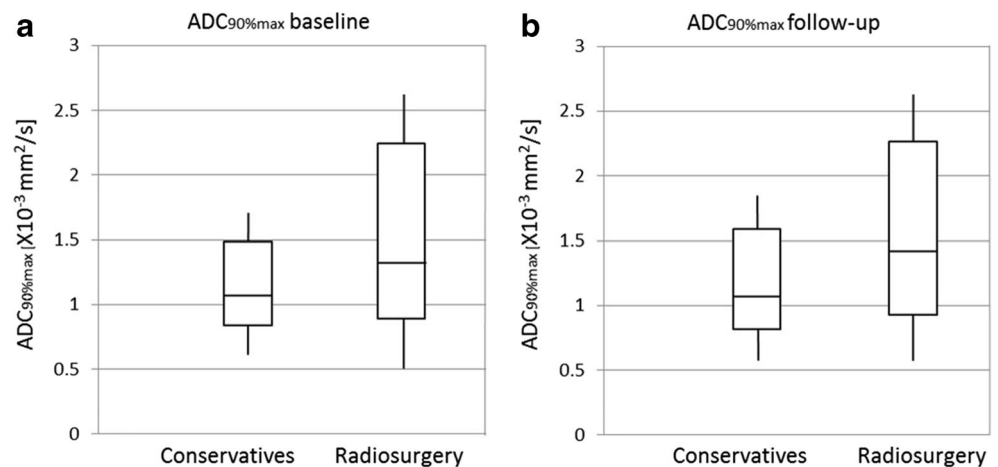 a
ADC90%max baseline
3
2.5
2
1.5
1
0.5
0
ADC90%max [X10-3 mm2/s]
Conservatives
Radiosurgery
b
ADC90%max follow-up
3
2.5
2
1.5
1
0.5
0
ADC90%max [X10-3 mm2/s]
Conservatives
Radiosurgery